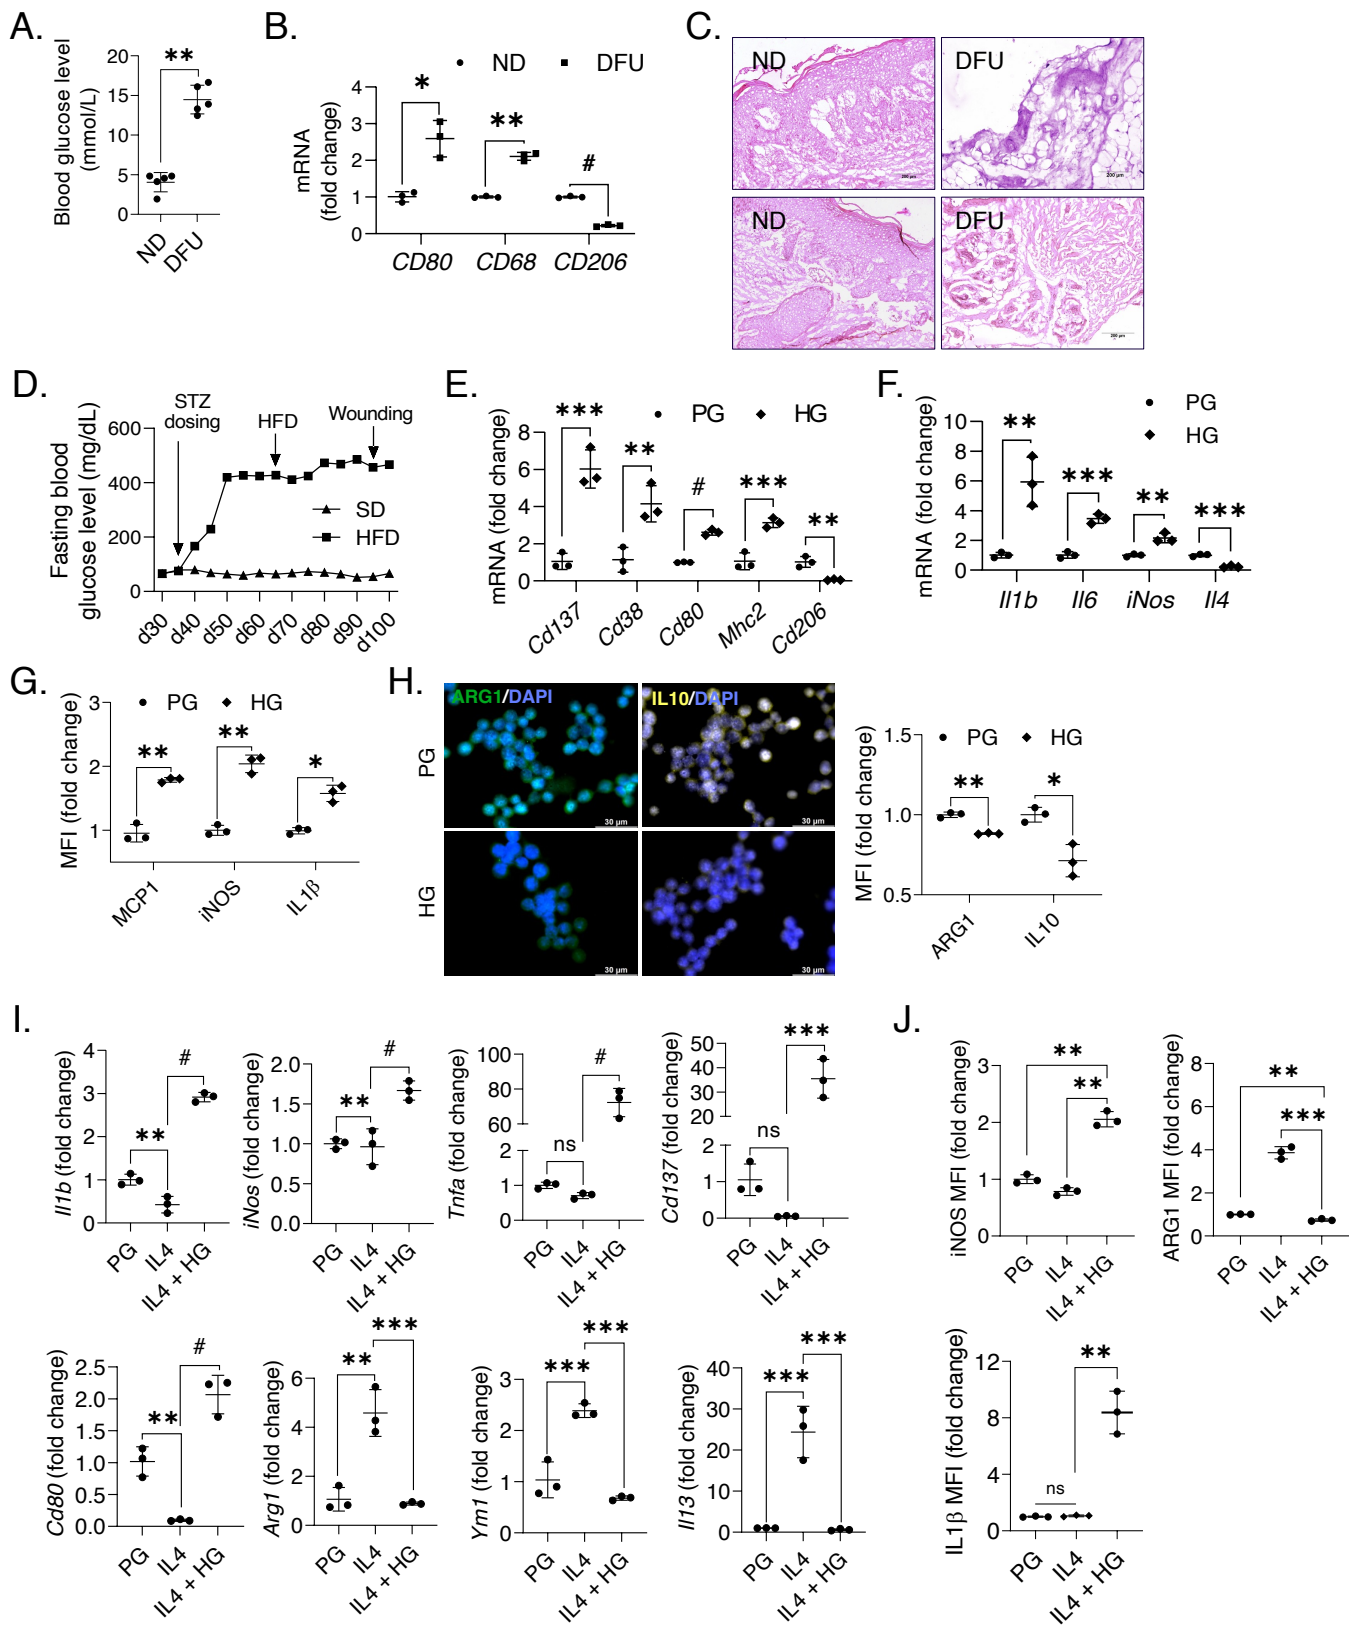 A.
Blood glucose level
(mmol/L)
20
15
10
5
0
**
ND
DFU
B.
ND
DFU
mRNA
(fold change)
4
3
2
1
0
*
**
#
CD80
CD68
CD206
C.
ND
200 µm
DFU
200 µm
ND
DFU
200 µm
D.
Fasting blood
glucose level (mg/dL)
600
400
200
0
STZ
dosing
HFD
Wounding
SD
HFD
d30
d40
d50
d60
d70
d80
d90
d100
E.
PG
HG
mRNA (fold change)
8
6
4
2
0
***
**
#
***
**
Cd137
Cd38
Cd80
Mhc2
Cd206
F.
PG
HG
mRNA (fold change)
10
8
6
4
2
0
**
***
**
***
Il1b
Il6
iNos
Il4
G.
PG
HG
MFI (fold change)
3
2
1
**
**
*
MCP1
iNOS
IL1β
H.
ARG1/DAPI
IL10/DAPI
PG
HG
30 µm
30 µm
30 µm
30 µm
PG
HG
MFI (fold change)
1.5
1.0
0.5
**
*
ARG1
IL10
I.
Il1b (fold change)
4
3
2
1
0
**
#
PG
IL4
IL4 + HG
iNos (fold change)
2.0
1.5
1.0
0.5
0.0
**
#
PG
IL4
IL4 + HG
Tnfa (fold change)
100
80
60
2
1
0
ns
#
PG
IL4
IL4 + HG
Cd137 (fold change)
50
40
30
20
10
2
1
0
ns
***
PG
IL4
IL4 + HG
Cd80 (fold change)
2.5
2.0
1.5
1.0
0.5
0.0
**
#
PG
IL4
IL4 + HG
Arg1 (fold change)
6
4
2
0
**
***
PG
IL4
IL4 + HG
Ym1 (fold change)
3
2
1
0
***
***
PG
IL4
IL4 + HG
Il13 (fold change)
40
30
20
10
0
***
***
PG
IL4
IL4 + HG
J.
iNOS MFI (fold change)
3
2
1
0
**
**
PG
IL4
IL4 + HG
ARG1 MFI (fold change)
8
6
4
2
0
**
***
PG
IL4
IL4 + HG
IL1β MFI (fold change)
12
8
4
0
ns
**
PG
IL4
IL4 + HG